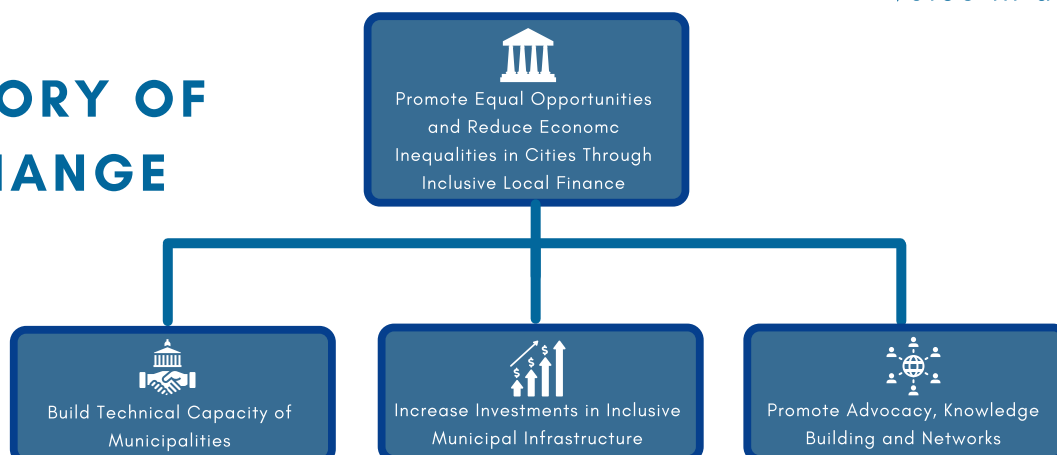 ORY OF
HANGE
Promote Equal Opportunities
and Reduce Economc
Inequalities in Cities Through
Inclusive Local Finance
Build Technical Capacity of
Municipalities
Increase Investments in Inclusive
Municipal Infrastructure
Promote Advocacy, Knowledge
Building and Networks